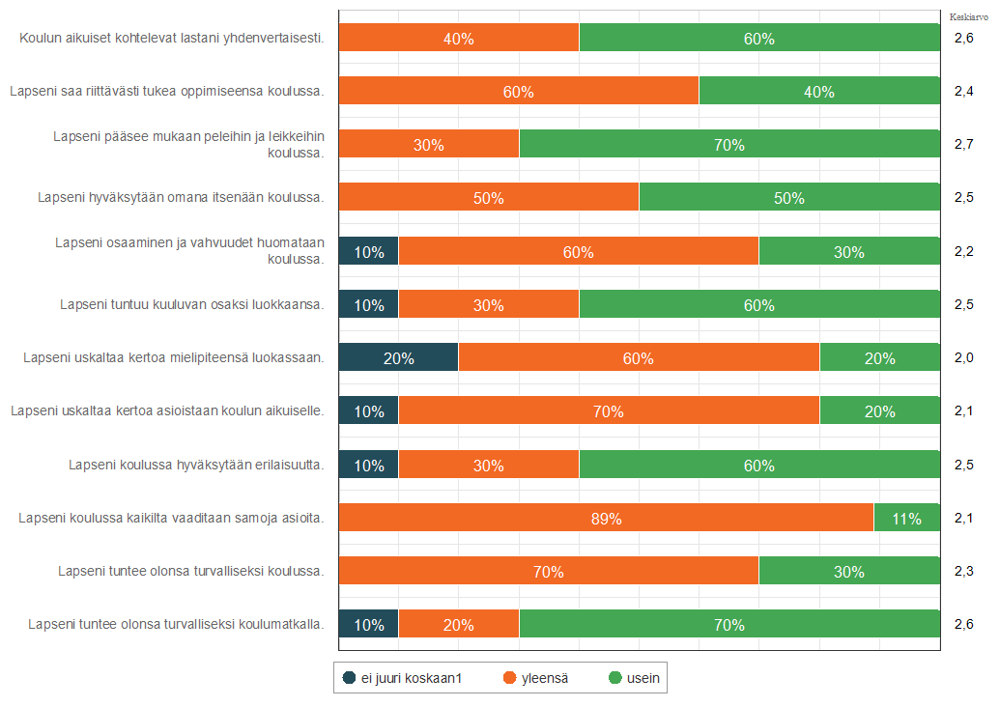 Keskiarvo
Koulun aikuiset kohtelevat lastani yhdenvertaisesti. 40% 60% 2,6
Lapseni saa riittävästi tukea oppimiseensa koulussa. 60% 40% 2,4
Lapseni pääsee mukaan peleihin ja leikkeihin
koulussa. 30% 70% 2,7
Lapseni hyväksytään omana itsenään koulussa. 50% 50% 2,5
Lapseni osaaminen ja vahvuudet huomataan
koulussa. 10% 60% 30% 2,2
Lapseni tuntuu kuuluvan osaksi luokkaansa. 10% 30% 60% 2,5
Lapseni uskaltaa kertoa mielipiteensä luokassaan. 20% 60% 20% 2,0
Lapseni uskaltaa kertoa asioistaan koulun aikuiselle. 10% 70% 20% 2,1
Lapseni koulussa hyväksytään erilaisuutta. 10% 30% 60% 2,5
Lapseni koulussa kaikilta vaaditaan samoja asioita. 89% 11% 2,1
Lapseni tuntee olonsa turvalliseksi koulussa. 70% 30% 2,3
Lapseni tuntee olonsa turvalliseksi koulumatkalla. 10% 20% 70% 2,6
ei juuri koskaan1 yleensä usein